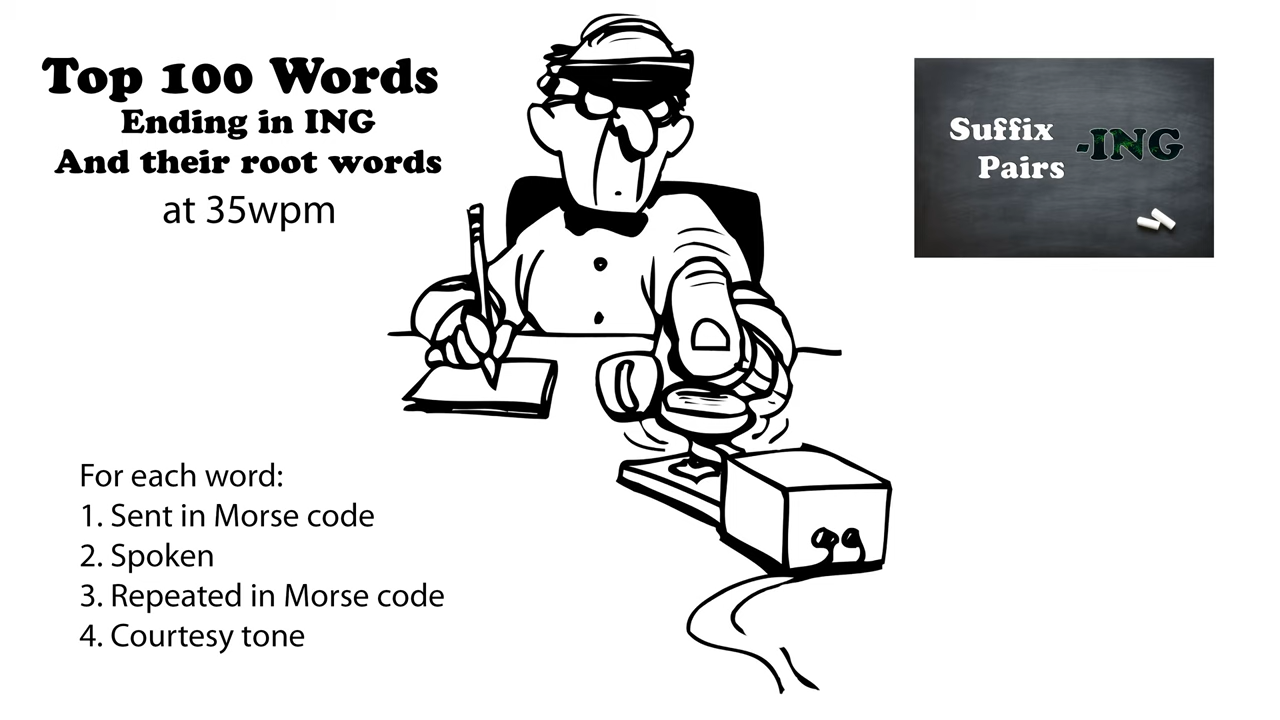 Top 100 Words
Ending in ING
And their root words
at 35wpm
Suffix
Pairs
-ING
For each word:
1. Sent in Morse code
2. Spoken
3. Repeated in Morse code
4. Courtesy tone